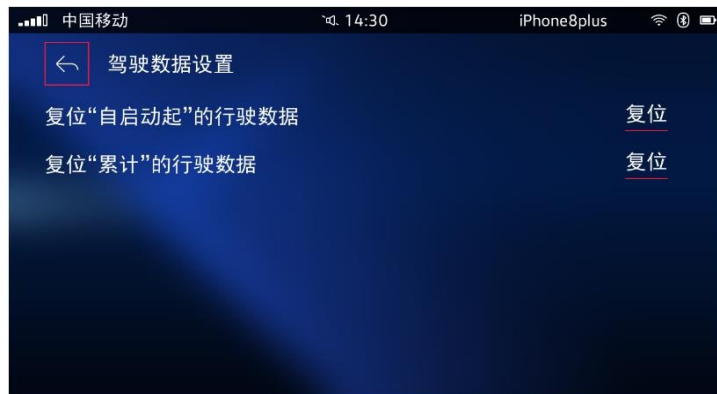 中国移动 14:30 iPhone8plus
驾驶数据设置
复位“自启动起”的行驶数据 复位
复位“累计”的行驶数据 复位